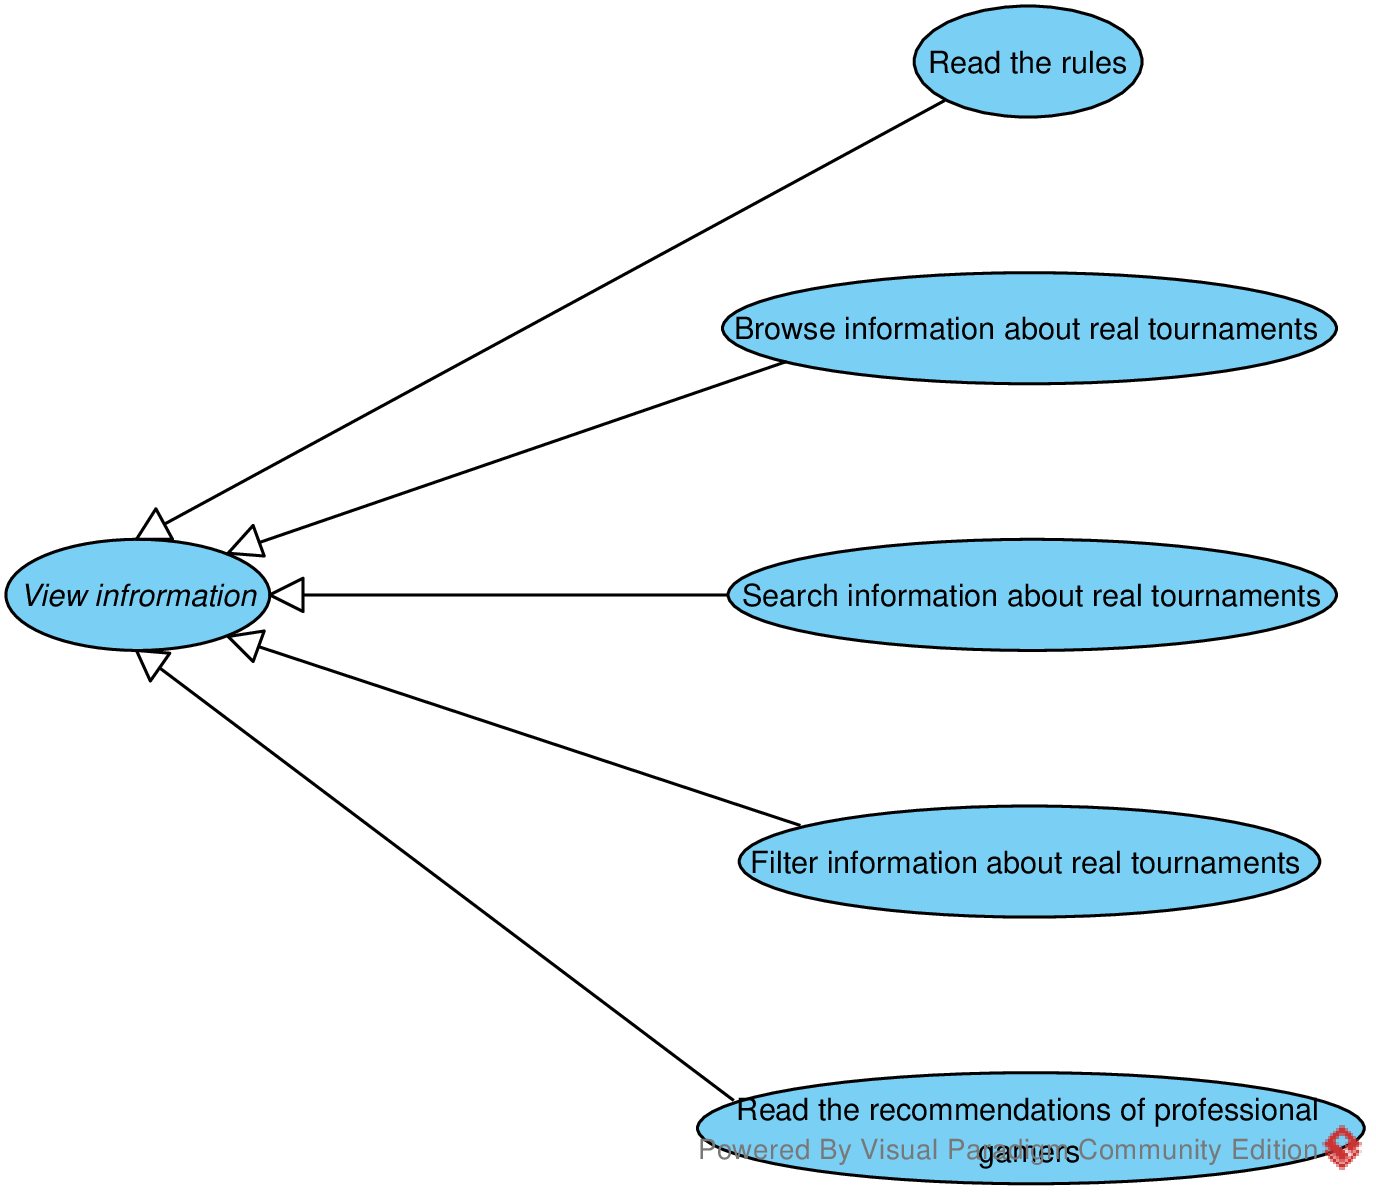 Read the rules
Browse information about real tournaments
View infrormation
Search information about real tournaments
Filter information about real tournaments
Read the recommendations of professional
gamers
Powered By Visual Paradigm Community Edition